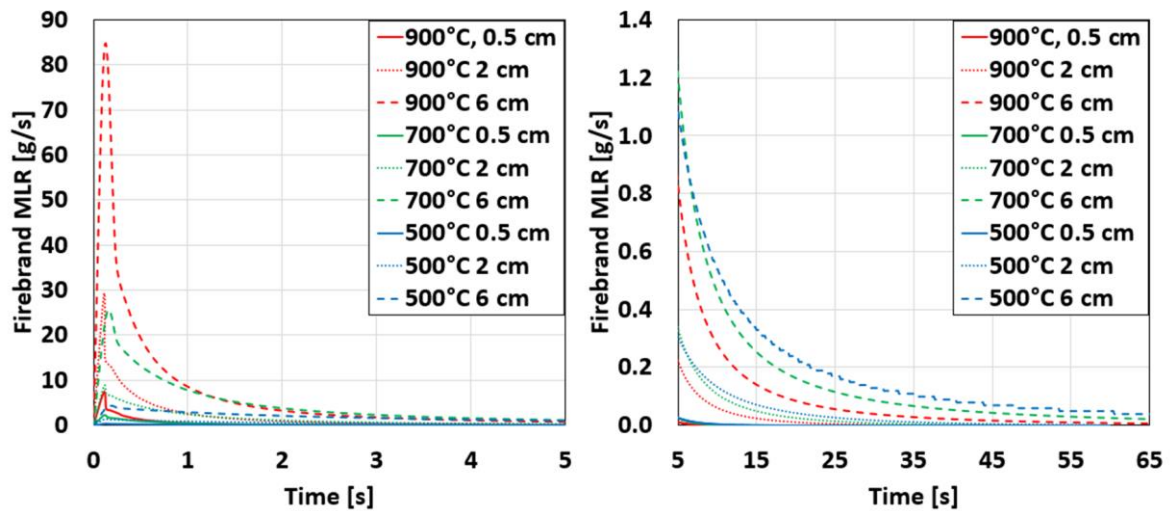 Firebrand MLR [g/s]
90
80
70
60
50
40
30
20
10
0
0 1 2 3 4 5
Time [s]
900°C, 0.5 cm
900°C 2 cm
900°C 6 cm
700°C 0.5 cm
700°C 2 cm
700°C 6 cm
500°C 0.5 cm
500°C 2 cm
500°C 6 cm
Firebrand MLR [g/s]
1.4
1.2
1.0
0.8
0.6
0.4
0.2
0.0
5 15 25 35 45 55 65
Time [s]
900°C, 0.5 cm
900°C 2 cm
900°C 6 cm
700°C 0.5 cm
700°C 2 cm
700°C 6 cm
500°C 0.5 cm
500°C 2 cm
500°C 6 cm